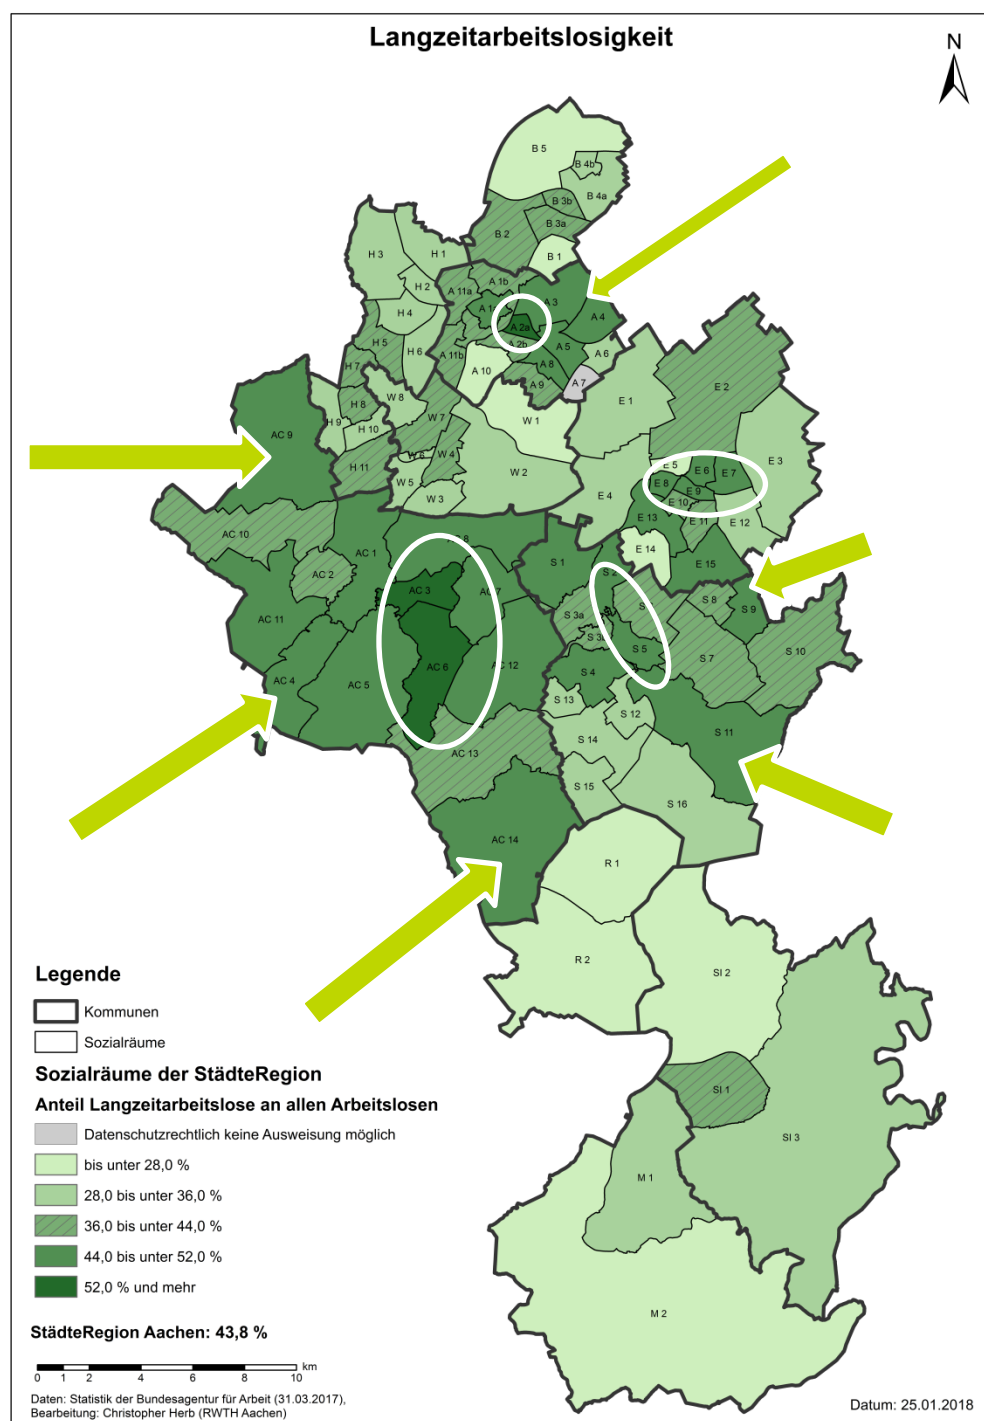 Langzeitarbeitslosigkeit
N
B 5
B 4b
B 4a
B 3b
B 3a
B 2
B 1
H 3
H 1
H 2
H 4
H 5
H 6
H 7
H 8
H 9
H 10
H 11
A 11a
A 1b
A 3
A 4
A 2a
A 2b
A 5
A 6
A 11b
A 8
A 10
A 9
A 7
W 8
W 7
W 1
W 6
W 4
W 5
W 2
W 3
E 1
E 2
E 3
E 5
E 6
E 7
E 8
E 9
E 4
E 10
E 13
E 11
E 12
E 14
E 15
AC 9
AC 10
AC 1
AC 2
AC 3
AC 7
AC 11
AC 6
AC 12
AC 4
AC 5
AC 13
AC 14
S 1
S 3a
S 8
S 9
S 5
S 7
S 10
S 4
S 13
S 12
S 11
S 14
S 15
S 16
R 1
R 2
SI 2
SI 1
SI 3
M 1
M 2
Legende
Kommunen
Sozialräume
Sozialräume der StädteRegion
Anteil Langzeitarbeitslose an allen Arbeitslosen
Datenschutzrechtlich keine Ausweisung möglich
bis unter 28,0 %
28,0 bis unter 36,0 %
36,0 bis unter 44,0 %
44,0 bis unter 52,0 %
52,0 % und mehr
StädteRegion Aachen: 43,8 %
km
0 1 2 4 6 8 10
Daten: Statistik der Bundesagentur für Arbeit (31.03.2017),
Bearbeitung: Christopher Herb (RWTH Aachen)
Datum: 25.01.2018